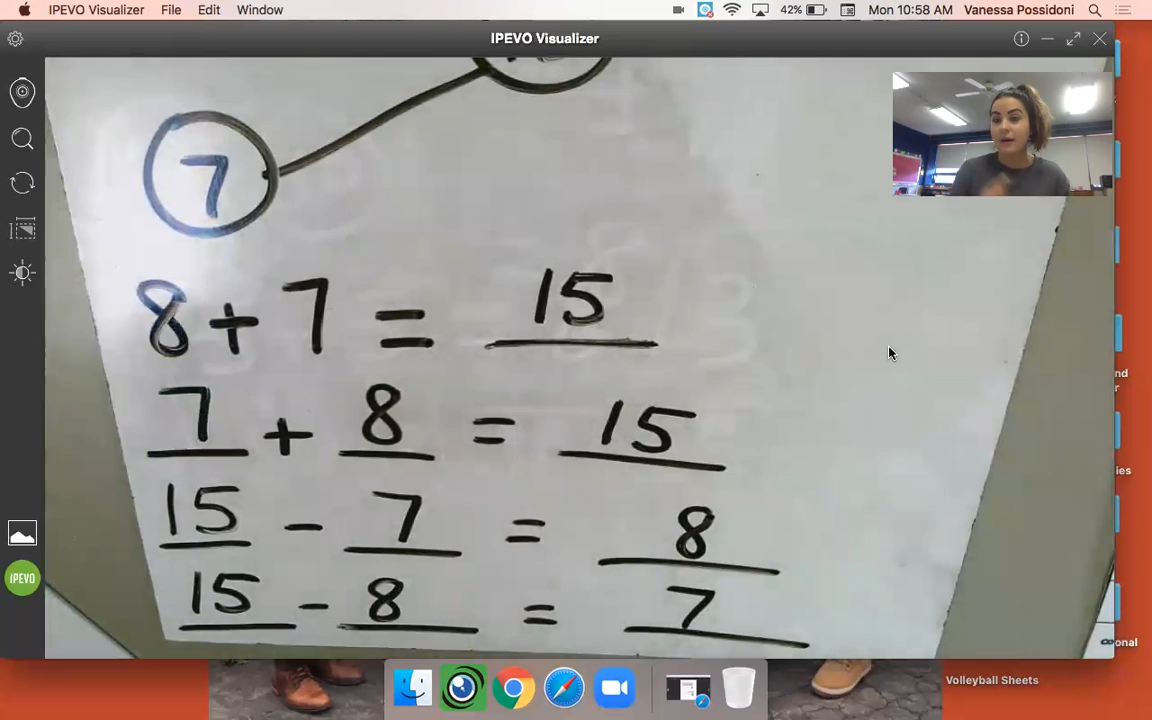 IPEVO Visualizer File Edit Window 42% Mon 10:58 AM Vanessa Possidoni
IPEVO Visualizer
7
8 + 7 = 15
7 + 8 = 15
15 - 7 = 8
15 - 8 = 7
IPEVO
Volleyball Sheets